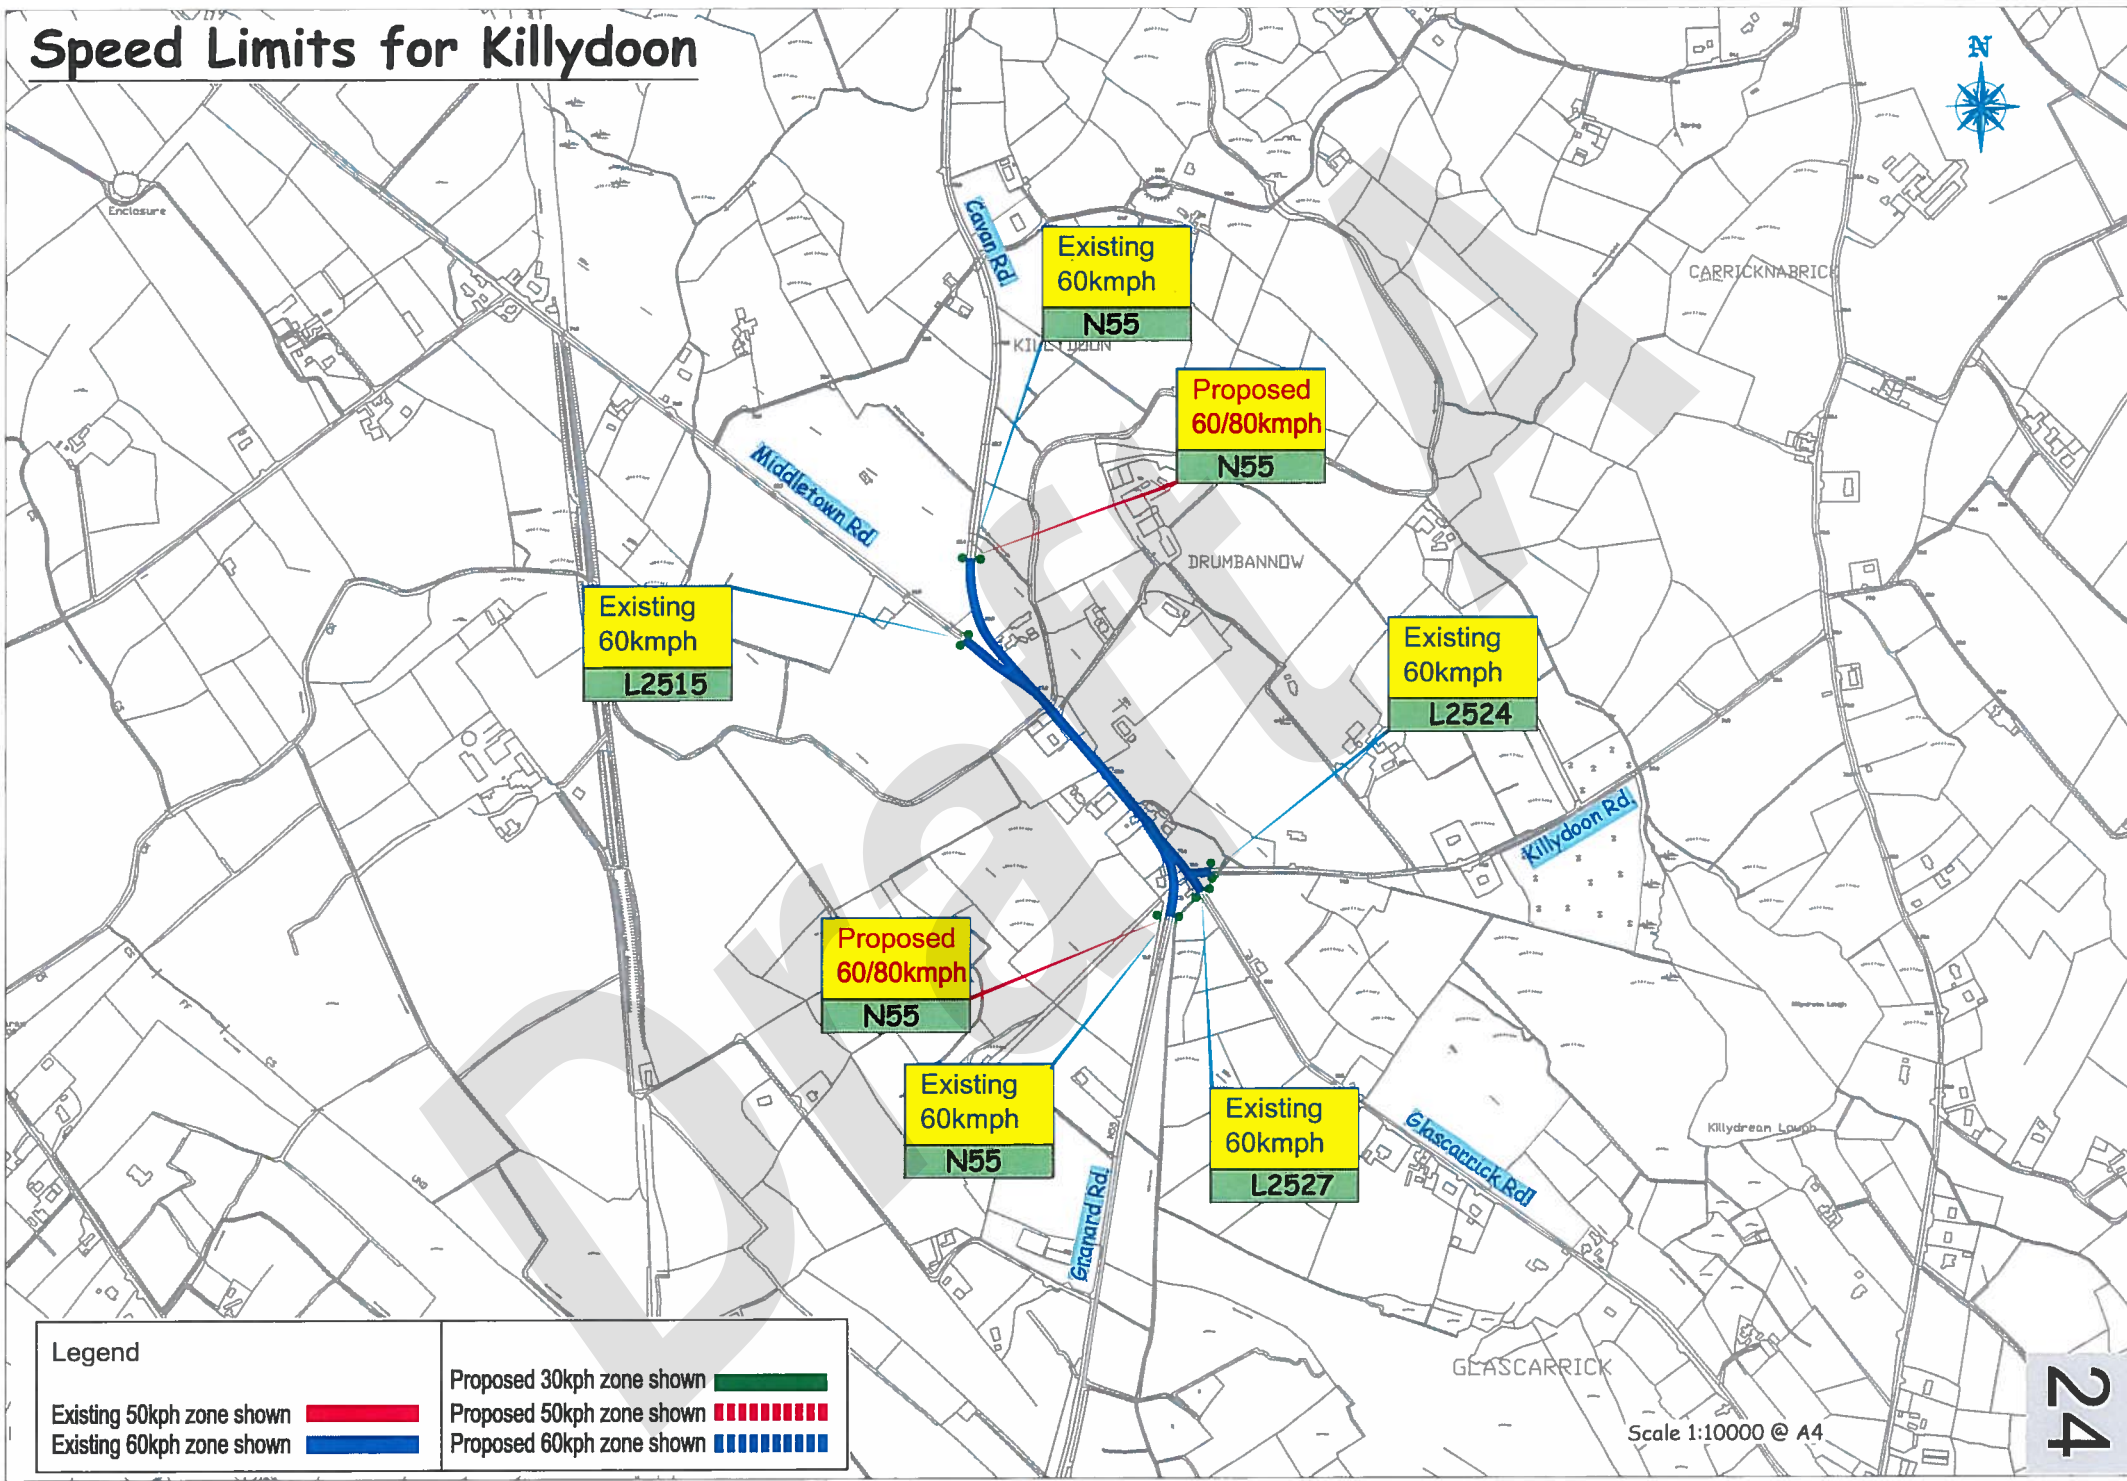 Speed Limits for Killydoon
N
Enclosure
Cavan Rd.
Existing
60kmph
N55
CARRICKNABRICK
KILLYDOON
Proposed
60/80kmph
N55
Middletown Rd.
DRUMBANNOW
Existing
60kmph
L2515
Existing
60kmph
L2524
Killydoon Rd.
Proposed
60/80kmph
N55
Existing
60kmph
N55
Existing
60kmph
L2527
Glascarrick Rd.
Killydrean Lough
N55
Granard Rd.
GLASCARRICK
Draft A
Legend
Existing 50kph zone shown
Existing 60kph zone shown
Proposed 30kph zone shown
Proposed 50kph zone shown
Proposed 60kph zone shown
Scale 1:10000 @ A4
24